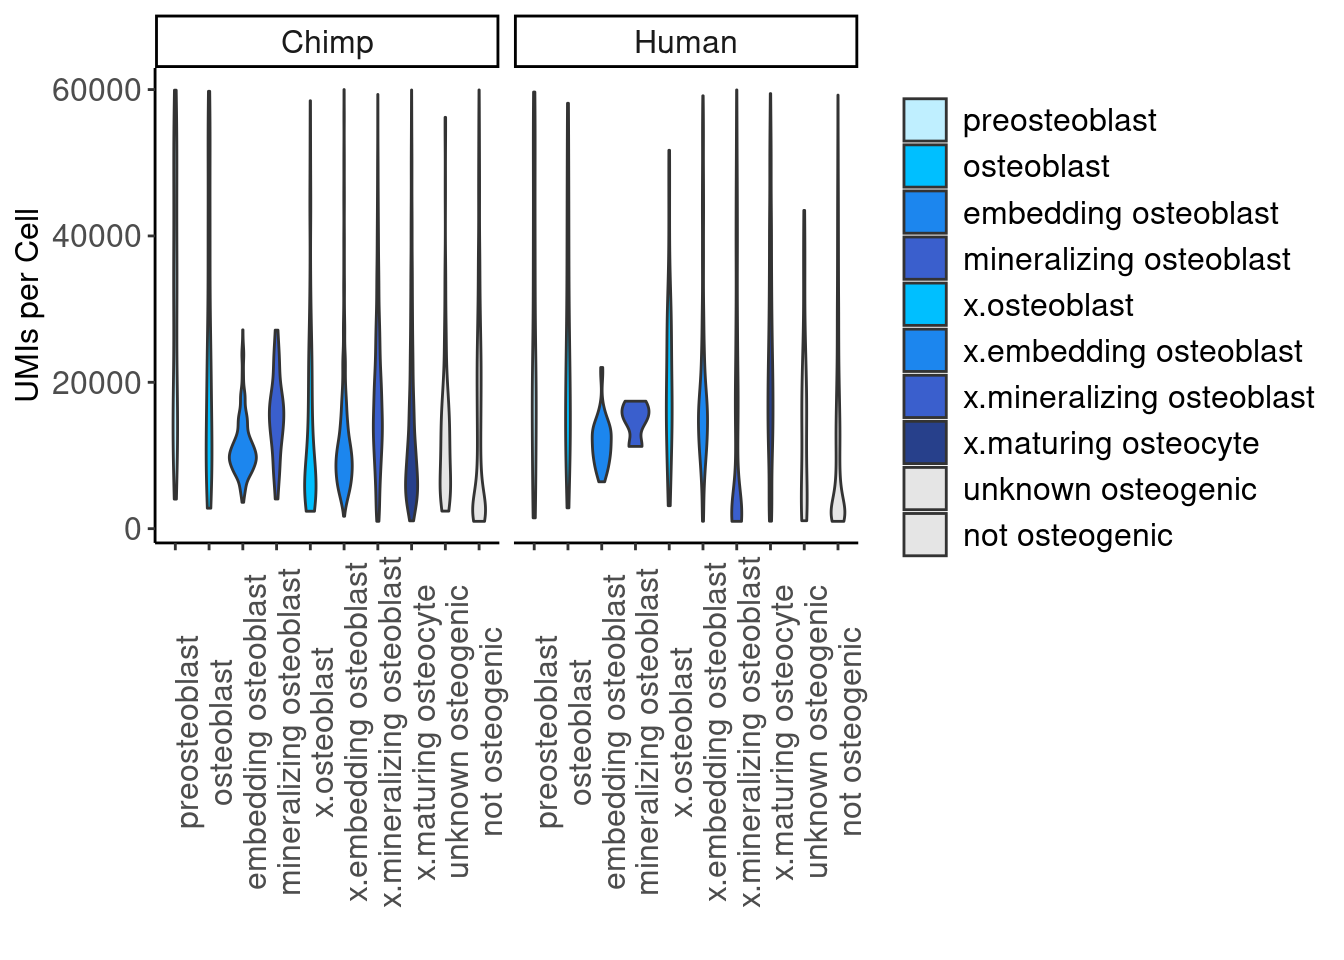 Chimp
Human
UMIs per Cell
60000
40000
20000
0
preosteoblast
osteoblast
embedding osteoblast
mineralizing osteoblast
x.osteoblast
x.embedding osteoblast
x.mineralizing osteoblast
x.maturing osteocyte
unknown osteogenic
not osteogenic
preosteoblast
osteoblast
embedding osteoblast
mineralizing osteoblast
x.osteoblast
x.embedding osteoblast
x.mineralizing osteoblast
x.maturing osteocyte
unknown osteogenic
not osteogenic
preosteoblast
osteoblast
embedding osteoblast
mineralizing osteoblast
x.osteoblast
x.embedding osteoblast
x.mineralizing osteoblast
x.maturing osteocyte
unknown osteogenic
not osteogenic